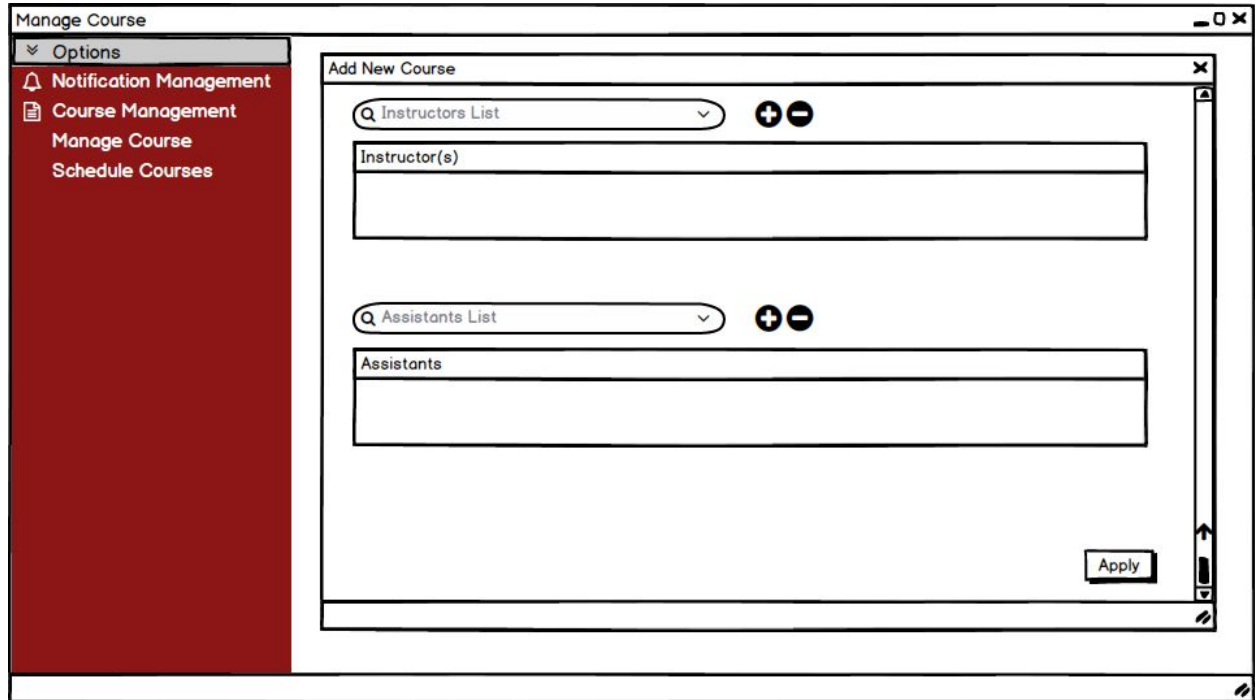 Manage Course
Options
Notification Management
Course Management
Manage Course
Schedule Courses
Add New Course
Instructors List
Instructor(s)
Assistants List
Assistants
Apply